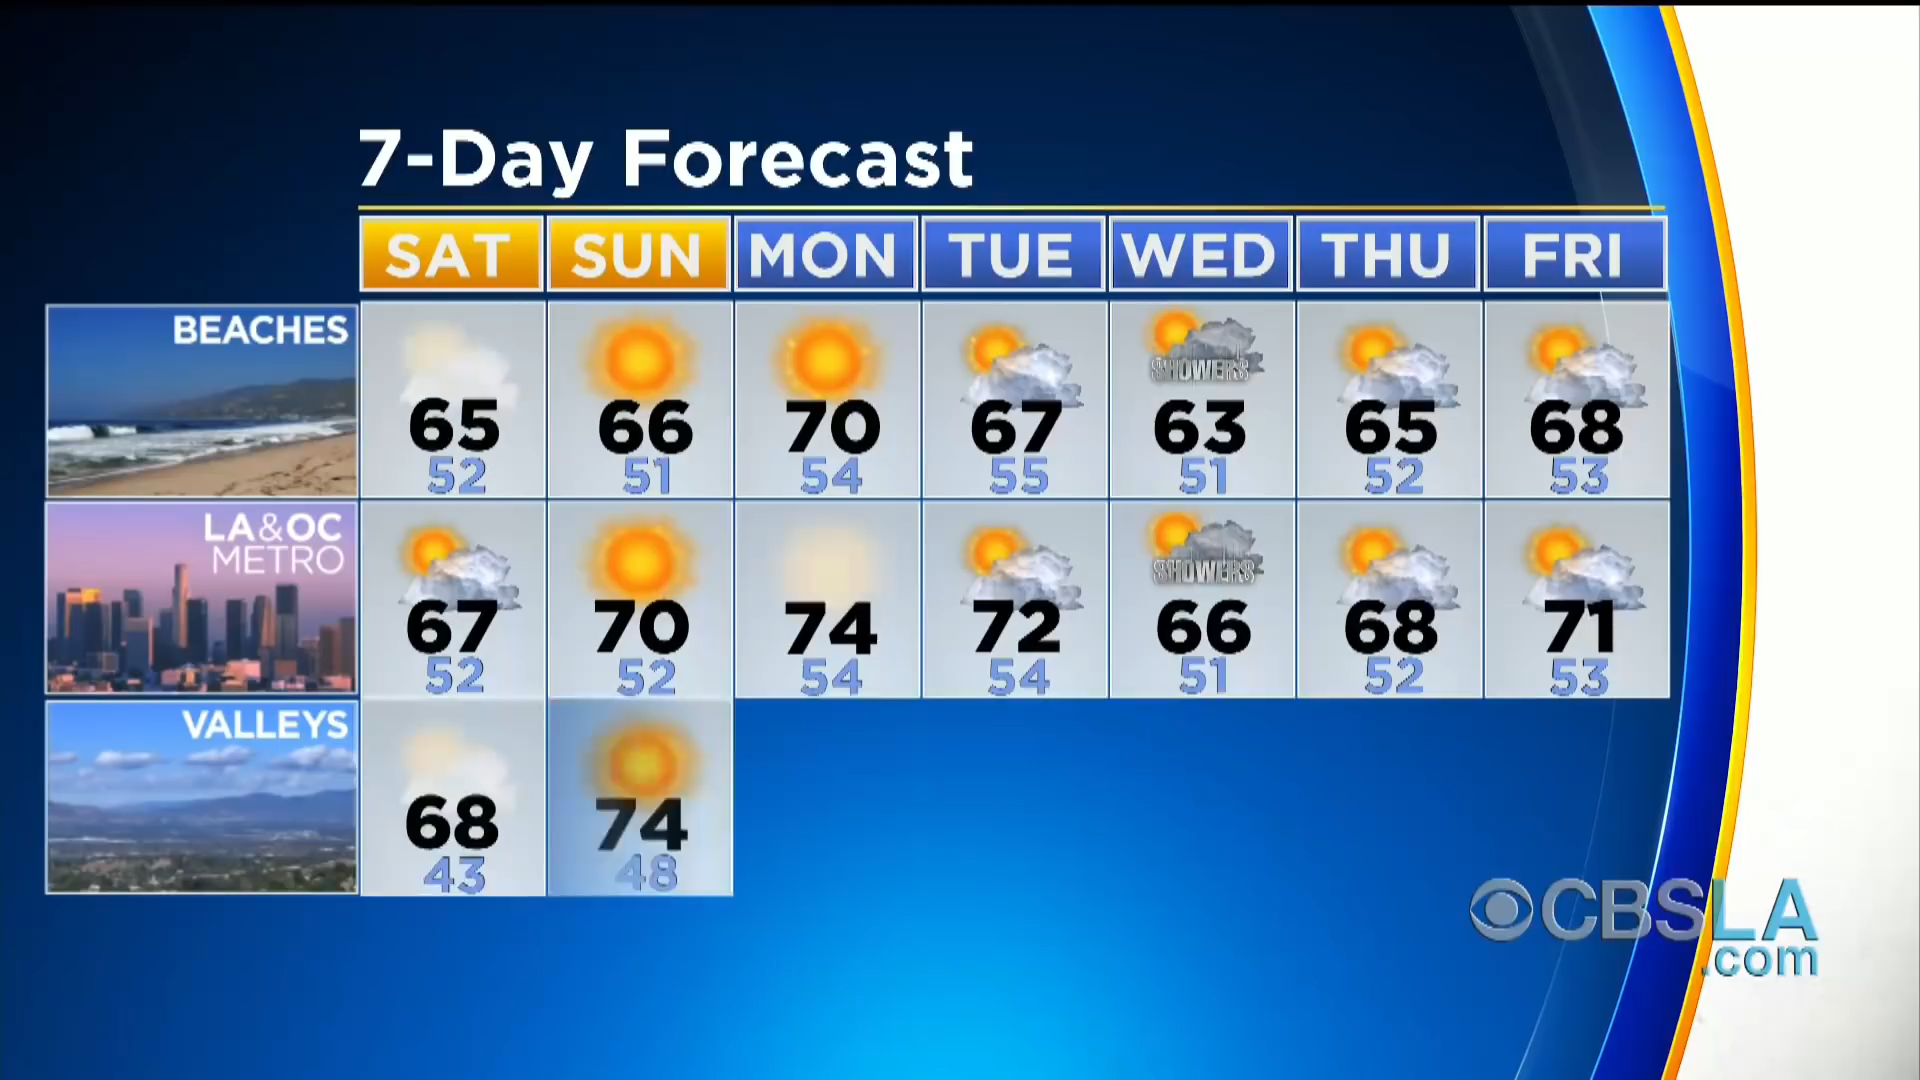 7-Day Forecast
SAT SUN MON TUE WED THU FRI
BEACHES
SHOWERS
65 66 70 67 63 65 68
52 51 54 55 51 52 53
LA&OC
METRO
SHOWERS
67 70 74 72 66 68 71
52 52 54 54 51 52 53
VALLEYS
68 74
43 48
CBSLA
.com